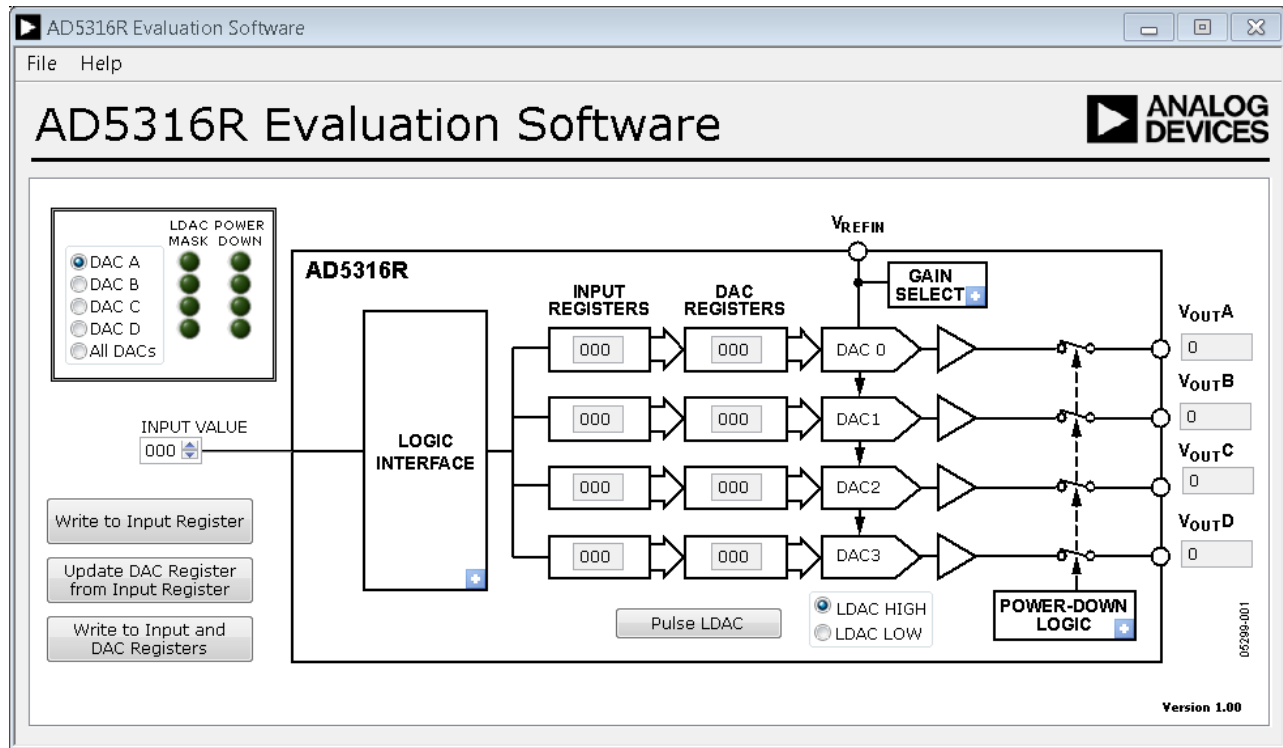 AD5316R Evaluation Software
File Help
AD5316R Evaluation Software
ANALOG
DEVICES
LDAC POWER
MASK DOWN
DAC A
DAC B
DAC C
DAC D
All DACs
INPUT VALUE
000
Write to Input Register
Update DAC Register
from Input Register
Write to Input and
DAC Registers
AD5316R
LOGIC
INTERFACE
INPUT
REGISTERS
DAC
REGISTERS
VREFIN
GAIN
SELECT
000 000 DAC 0
000 000 DAC1
000 000 DAC2
000 000 DAC3
Pulse LDAC
LDAC HIGH
LDAC LOW
POWER-DOWN
LOGIC
VOUTA
0
VOUTB
0
VOUTC
0
VOUTD
0
05299-001
Version 1.00